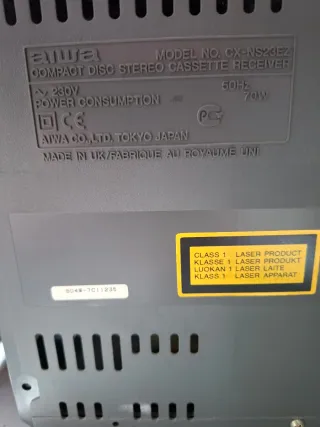 aiwa MODEL NO. CX-NS23EZ
COMPACT DISC STEREO CASSETTE RECEIVER
~ 230V 50Hz
POWER CONSUMPTION 70W
CE PC
AIWA CO., LTD. TOKYO JAPAN
MADE IN UK/FABRIQUE AU ROYAUME UNI
CLASS 1 LASER PRODUCT
KLASSE 1 LASER PRODUKT
LUOKAN 1 LASER LAITE
KLASS 1 LASER APPARAT